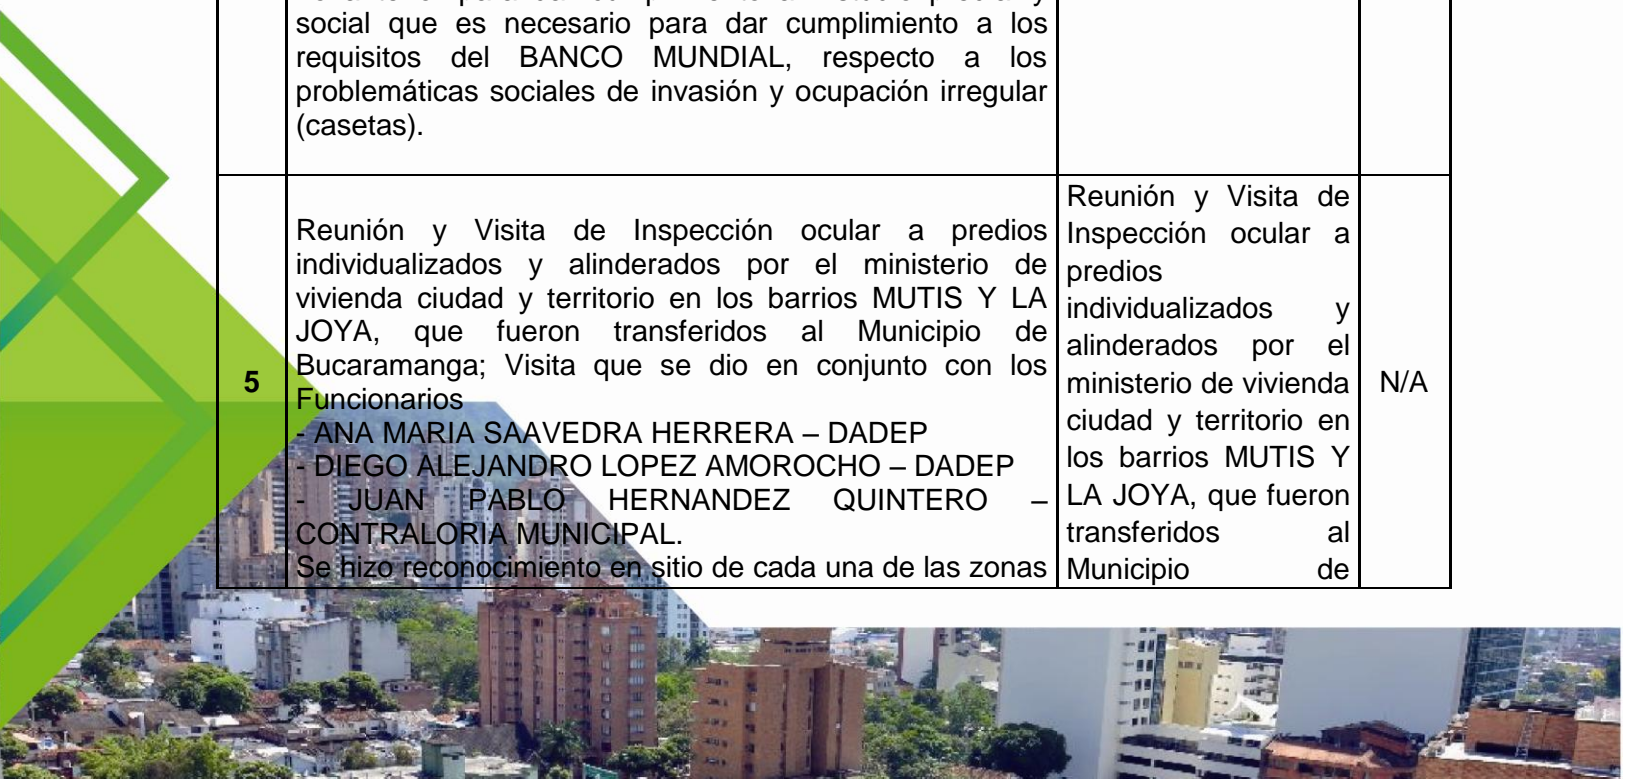 social que es necesario para dar cumplimiento a los
requisitos del BANCO MUNDIAL, respecto a los
problemáticas sociales de invasión y ocupación irregular
(casetas).
5
Reunión y Visita de Inspección ocular a predios
individualizados y alinderados por el ministerio de
vivienda ciudad y territorio en los barrios MUTIS Y LA
JOYA, que fueron transferidos al Municipio de
Bucaramanga; Visita que se dio en conjunto con los
Funcionarios
- ANA MARIA SAAVEDRA HERRERA – DADEP
- DIEGO ALEJANDRO LOPEZ AMOROCHO – DADEP
- JUAN PABLO HERNANDEZ QUINTERO –
CONTRALORIA MUNICIPAL.
Se hizo reconocimiento en sitio de cada una de las zonas
Reunión y Visita de
Inspección ocular a
predios
individualizados y
alinderados por el
ministerio de vivienda
ciudad y territorio en
los barrios MUTIS Y
LA JOYA, que fueron
transferidos al
Municipio de
N/A